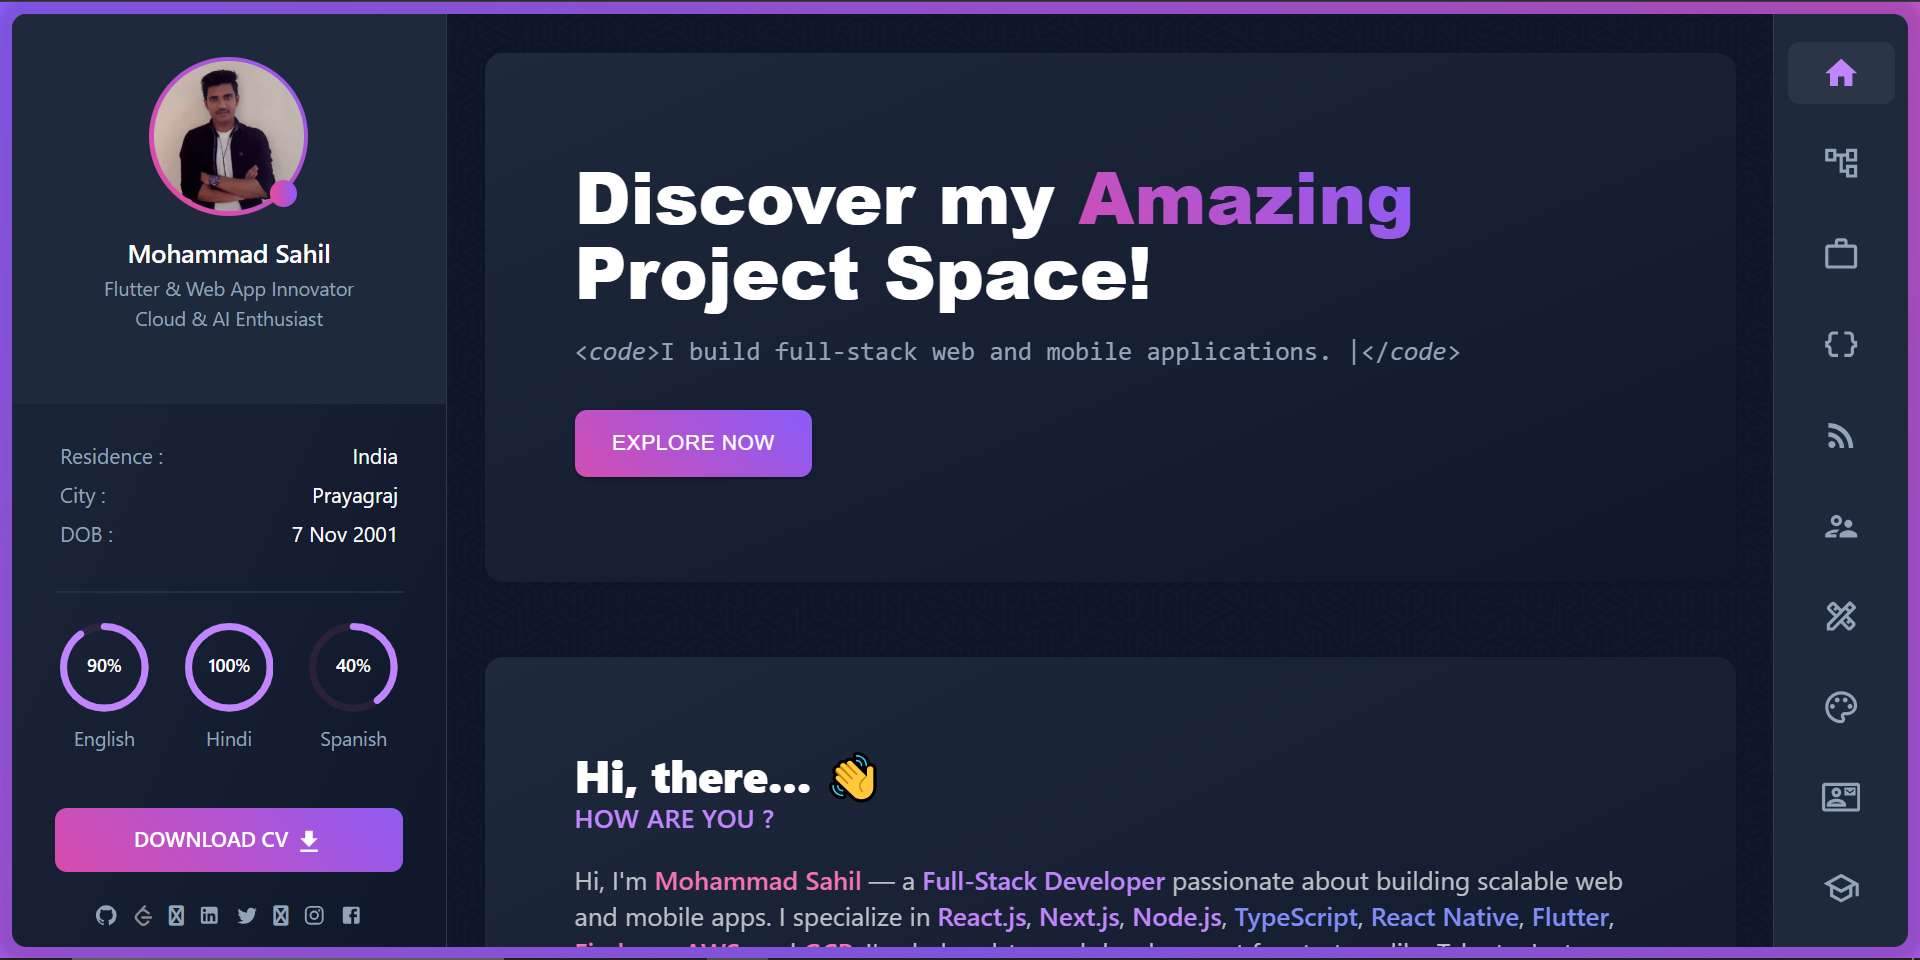 Mohammad Sahil
Flutter & Web App Innovator
Cloud & AI Enthusiast
Residence : India
City : Prayagraj
DOB : 7 Nov 2001
90% 100% 40%
English Hindi Spanish
DOWNLOAD CV
Discover my Amazing
Project Space!
<code>I build full-stack web and mobile applications. |</code>
EXPLORE NOW
Hi, there... 👋
HOW ARE YOU ?
Hi, I'm Mohammad Sahil — a Full-Stack Developer passionate about building scalable web
and mobile apps. I specialize in React.js, Next.js, Node.js, TypeScript, React Native, Flutter,